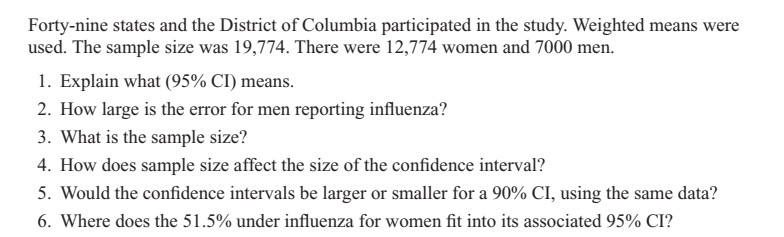 Forty-nine states and the District of Columbia participated in the study. Weighted means were
used. The sample size was 19,774. There were 12,774 women and 7000 men.
1. Explain what (95% CI) means.
2. How large is the error for men reporting influenza?
3. What is the sample size?
4. How does sample size affect the size of the confidence interval?
5. Would the confidence intervals be larger or smaller for a 90% CI, using the same data?
6. Where does the 51.5% under influenza for women fit into its associated 95% CI?